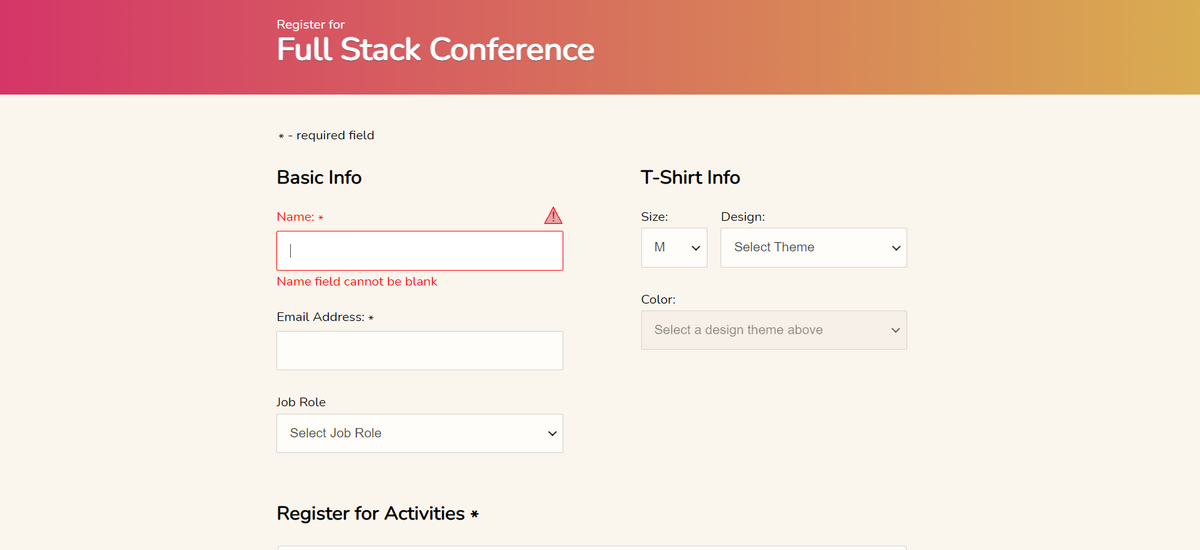 Register for
Full Stack Conference
* - required field
Basic Info
Name: *
Name field cannot be blank
Email Address: *
Job Role
Select Job Role
T-Shirt Info
Size:
M
Design:
Select Theme
Color:
Select a design theme above
Register for Activities *